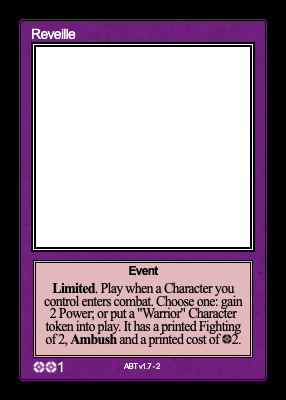 Reveille
Event
Limited. Play when a Character you
control enters combat. Choose one: gain
2 Power; or put a "Warrior" Character
token into play. It has a printed Fighting
of 2, Ambush and a printed cost of 2.
1
ABT v1.7 - 2